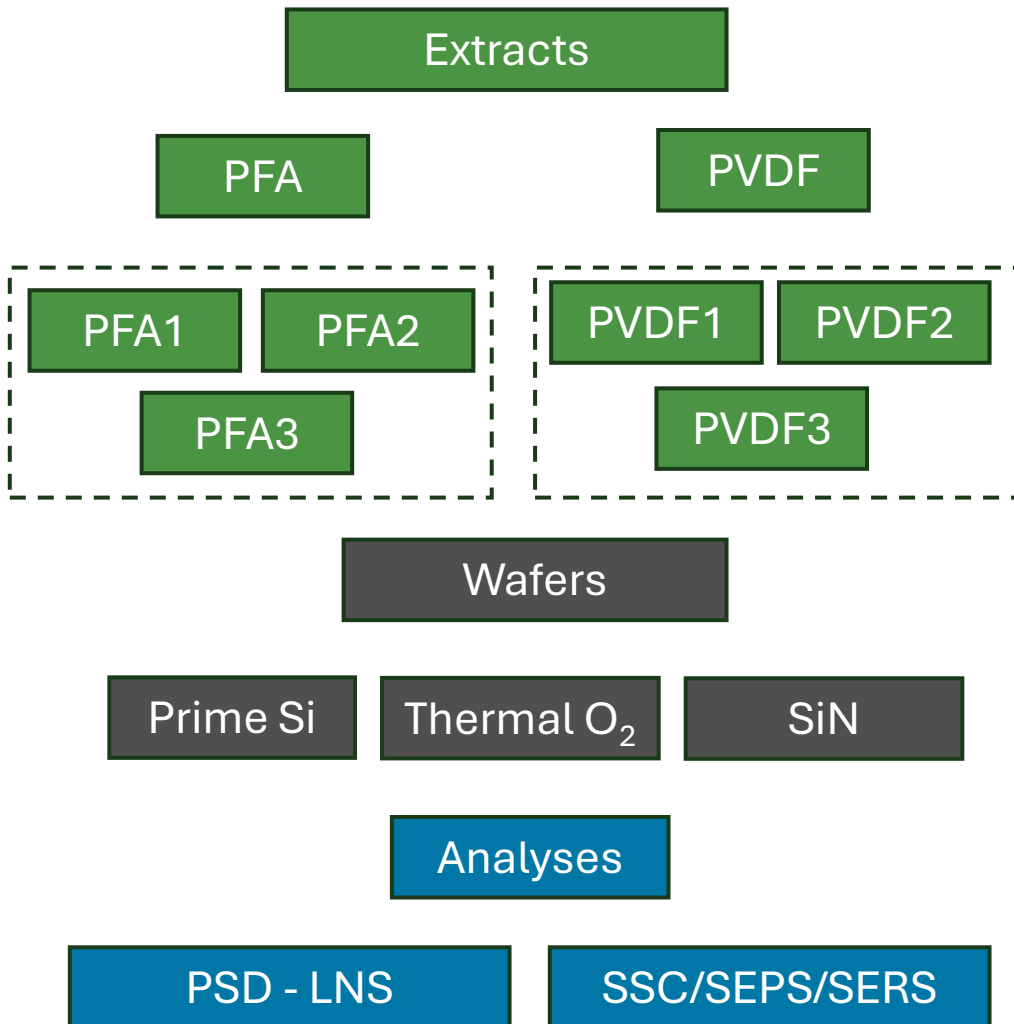 Extracts
PFA
PVDF
PFA1 PFA2
PFA3
PVDF1 PVDF2
PVDF3
Wafers
Prime Si Thermal O₂ SiN
Analyses
PSD - LNS SSC/SEPS/SERS